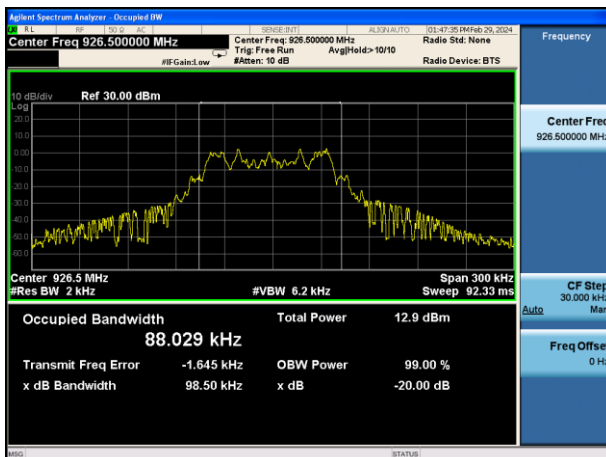 Agilent Spectrum Analyzer - Occupied BW
RL RF 50 Ω AC SENSE:INT ALIGN AUTO 01:47:35 PM Feb 29, 2024
Center Freq 926.500000 MHz
Center Freq: 926.500000 MHz
Radio Std: None
Trig: Free Run Avg|Hold:>10/10
#IFGain:Low #Atten: 10 dB Radio Device: BTS
Frequency
10 dB/div Ref 30.00 dBm
Log
20.0
10.0
0.00
-10.0
-20.0
-30.0
-40.0
-50.0
-60.0
Center Freq
926.500000 MHz
Center 926.5 MHz Span 300 kHz
#Res BW 2 kHz #VBW 6.2 kHz Sweep 92.33 ms
CF Step
30.000 kHz
Auto Man
Occupied Bandwidth Total Power 12.9 dBm
88.029 kHz
Transmit Freq Error -1.645 kHz OBW Power 99.00 %
x dB Bandwidth 98.50 kHz x dB -20.00 dB
Freq Offset
0 Hz
MSG STATUS